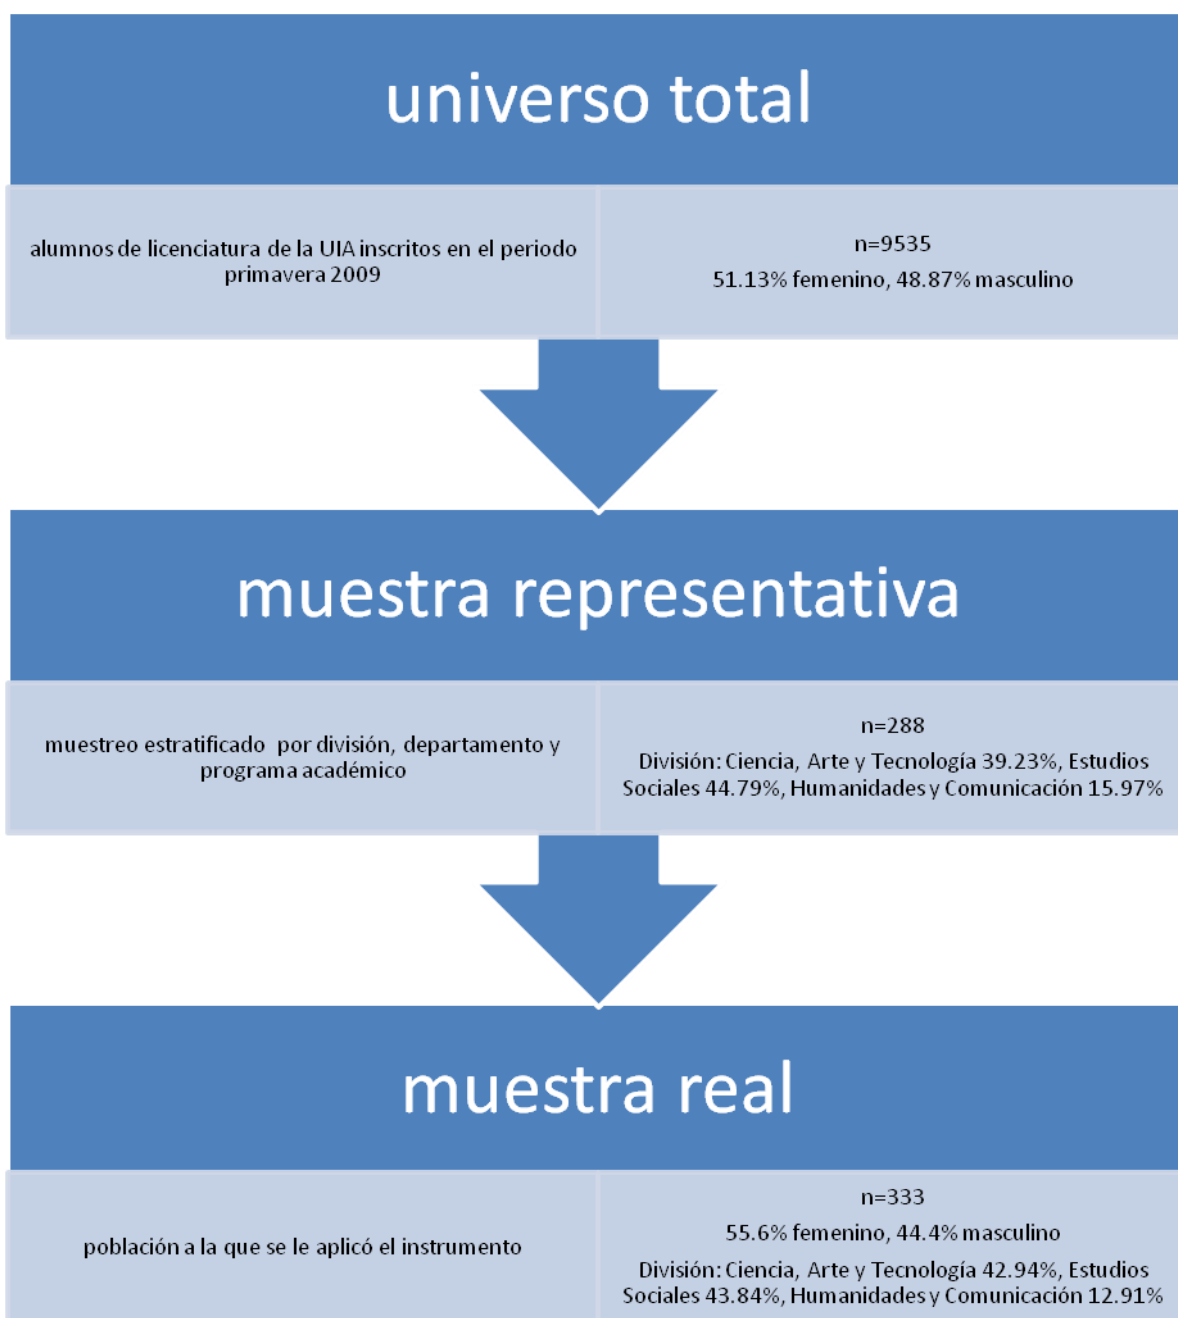 universo total
alumnos de licenciatura de la UIA inscritos en el periodo
primavera 2009
n=9535
51.13% femenino, 48.87% masculino
muestra representativa
muestreo estratificado por división, departamento y
programa académico
n=288
División: Ciencia, Arte y Tecnología 39.23%, Estudios
Sociales 44.79%, Humanidades y Comunicación 15.97%
muestra real
población a la que se le aplicó el instrumento
n=333
55.6% femenino, 44.4% masculino
División: Ciencia, Arte y Tecnología 42.94%, Estudios
Sociales 43.84%, Humanidades y Comunicación 12.91%